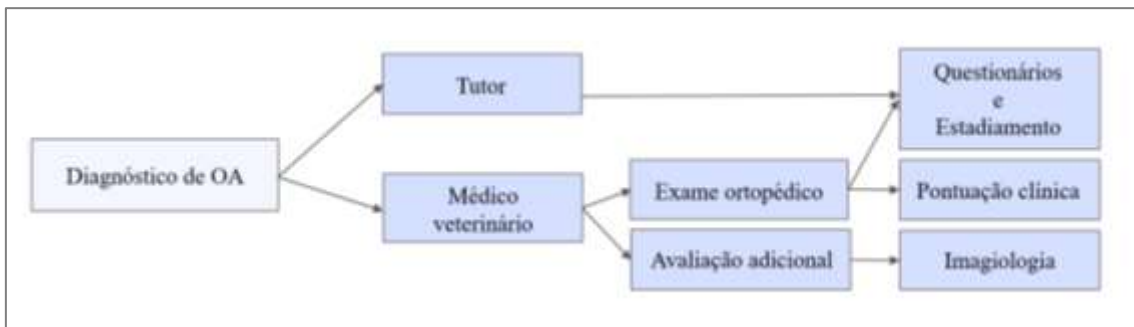 Diagnóstico de OA
Tutor
Médico
veterinário
Exame ortopédico
Avaliação adicional
Questionários
e
Estadiamento
Pontuação clínica
Imagiologia